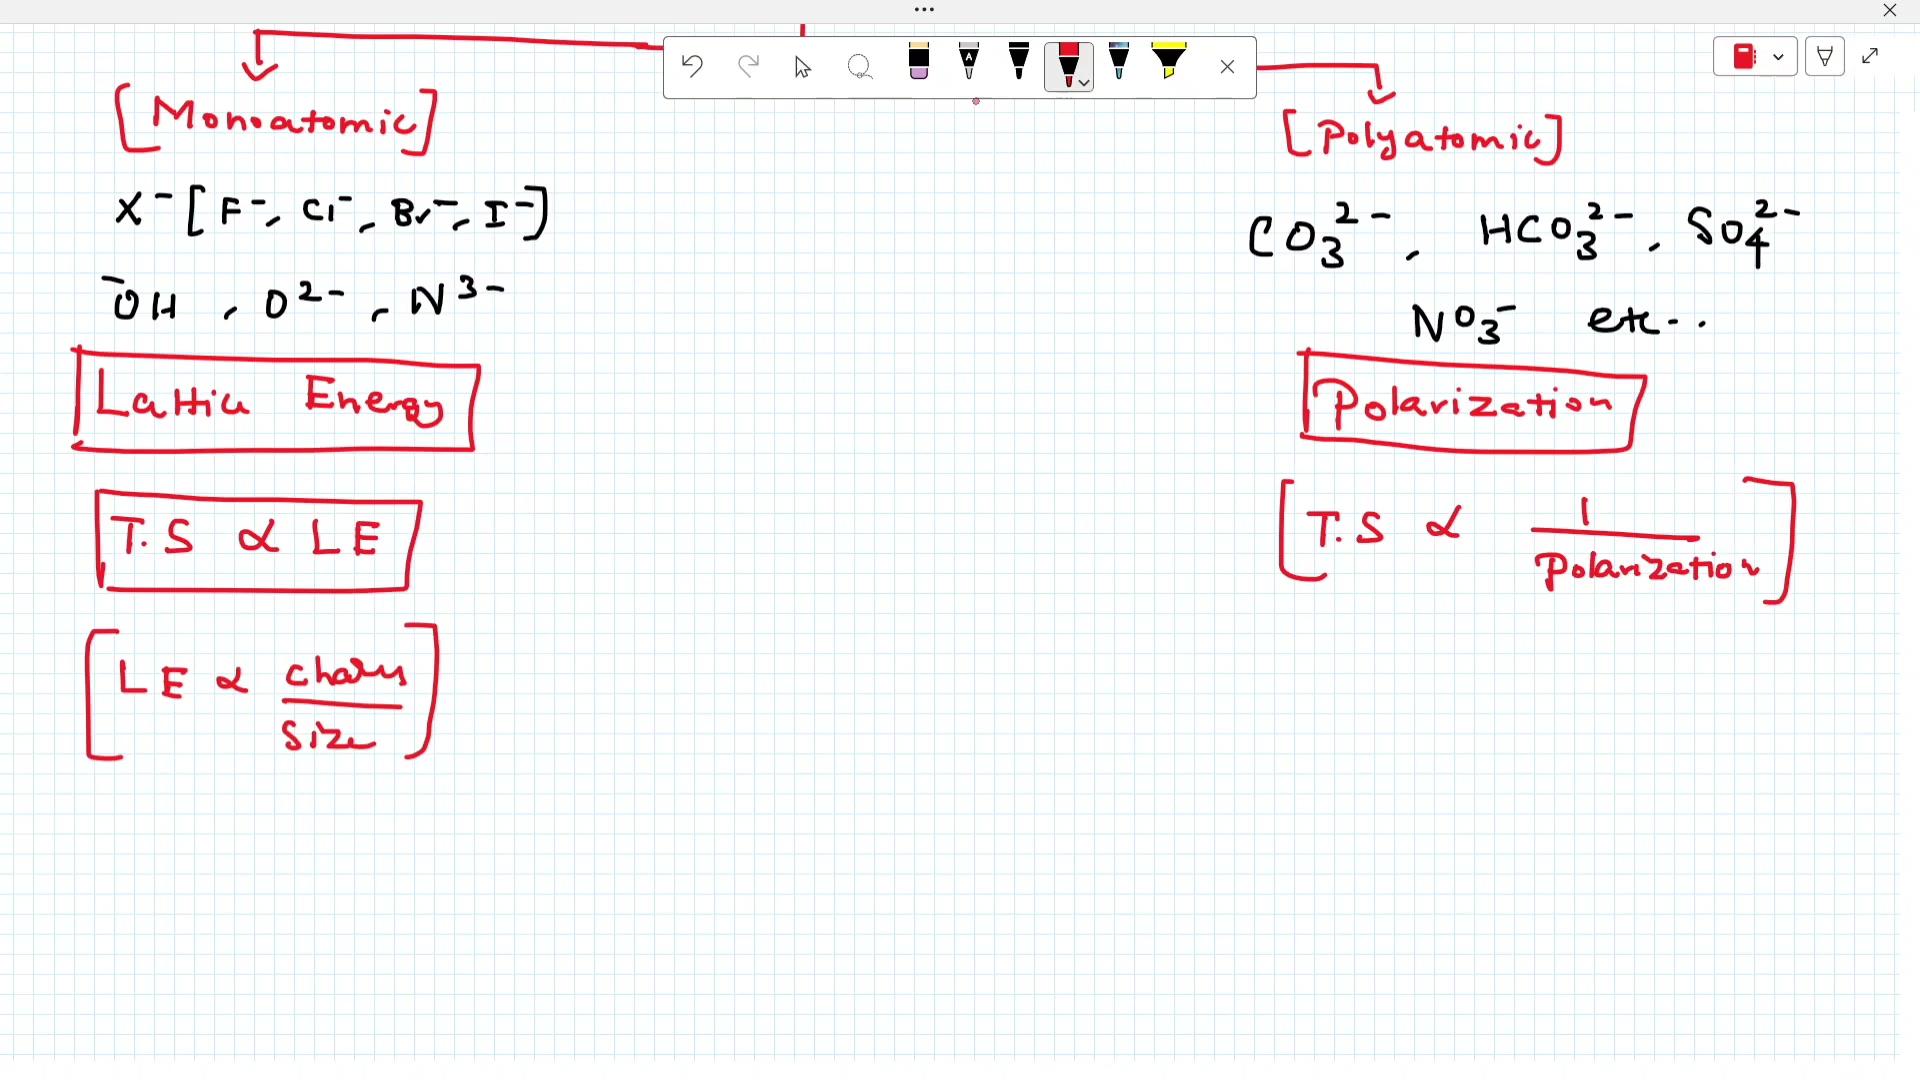 [Monoatomic]
X⁻ [F⁻, Cl⁻, Br⁻, I⁻]
⁻OH , O²⁻, N³⁻
Lattice Energy
T.S ∝ LE
[LE ∝ charge
size]
[Polyatomic]
CO₃²⁻, HCO₃²⁻, SO₄²⁻
NO₃⁻ etc--
Polarization
[T.S ∝ 1
Polarization]